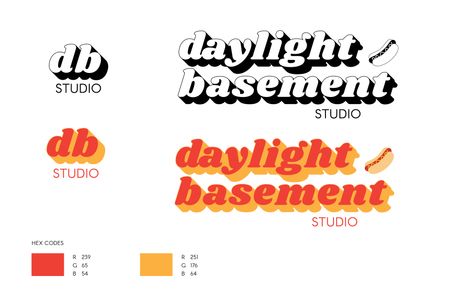 db
STUDIO
daylight
basement
STUDIO
db
STUDIO
daylight
basement
STUDIO
HEX CODES
R 239
G 65
B 54
R 251
G 176
B 64